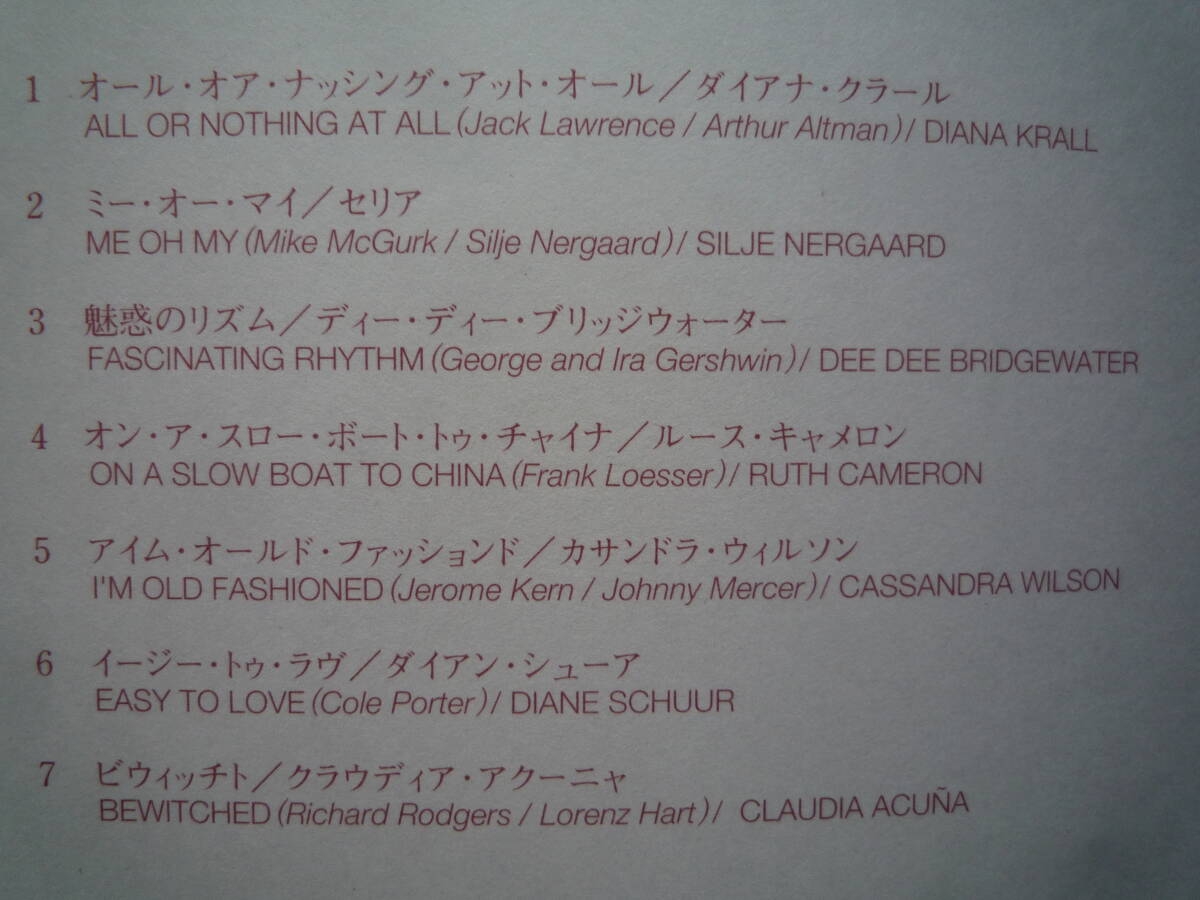 1 オール・オア・ナッシング・アット・オール／ダイアナ・クラール
ALL OR NOTHING AT ALL (Jack Lawrence / Arthur Altman) / DIANA KRALL
2 ミー・オー・マイ／セリア
ME OH MY (Mike McGurk / Silje Nergaard) / SILJE NERGAARD
3 魅惑のリズム／ディー・ディー・ブリッジウォーター
FASCINATING RHYTHM (George and Ira Gershwin) / DEE DEE BRIDGEWATER
4 オン・ア・スロー・ボート・トゥ・チャイナ／ルース・キャメロン
ON A SLOW BOAT TO CHINA (Frank Loesser) / RUTH CAMERON
5 アイム・オールド・ファッションド／カサンドラ・ウィルソン
I'M OLD FASHIONED (Jerome Kern / Johnny Mercer) / CASSANDRA WILSON
6 イージー・トゥ・ラヴ／ダイアン・シューア
EASY TO LOVE (Cole Porter) / DIANE SCHUUR
7 ビウィッチト／クラウディア・アクーニャ
BEWITCHED (Richard Rodgers / Lorenz Hart) / CLAUDIA ACUÑA